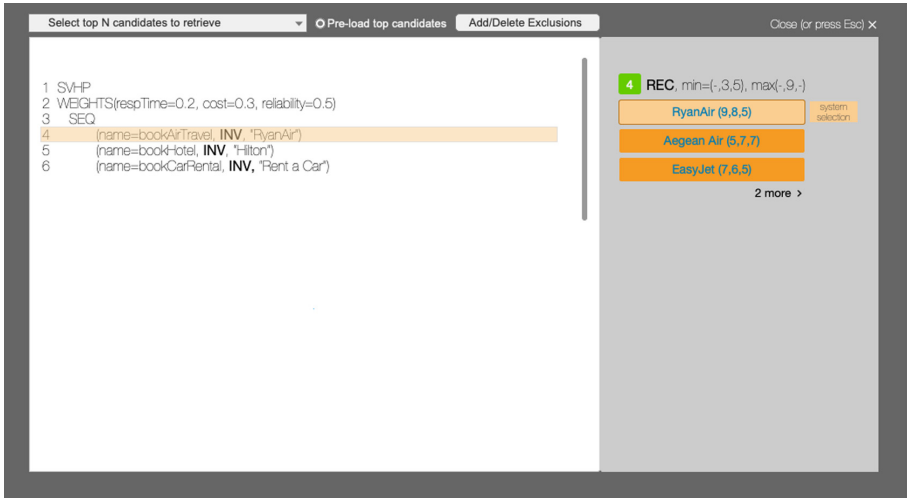 Select top N candidates to retrieve
Pre-load top candidates
Add/Delete Exclusions
Close (or press Esc) ×
1 SVHP
2 WEIGHTS(respTime=0.2, cost=0.3, reliability=0.5)
3 SEQ
4 (name=bookAirTravel, INV, "RyanAir")
5 (name=bookHotel, INV, "Hilton")
6 (name=bookCarRental, INV, "Rent a Car")
4 REC, min=(-,3,5), max(-,9,-)
RyanAir (9,8,5)
system
selection
Aegean Air (5,7,7)
EasyJet (7,6,5)
2 more >